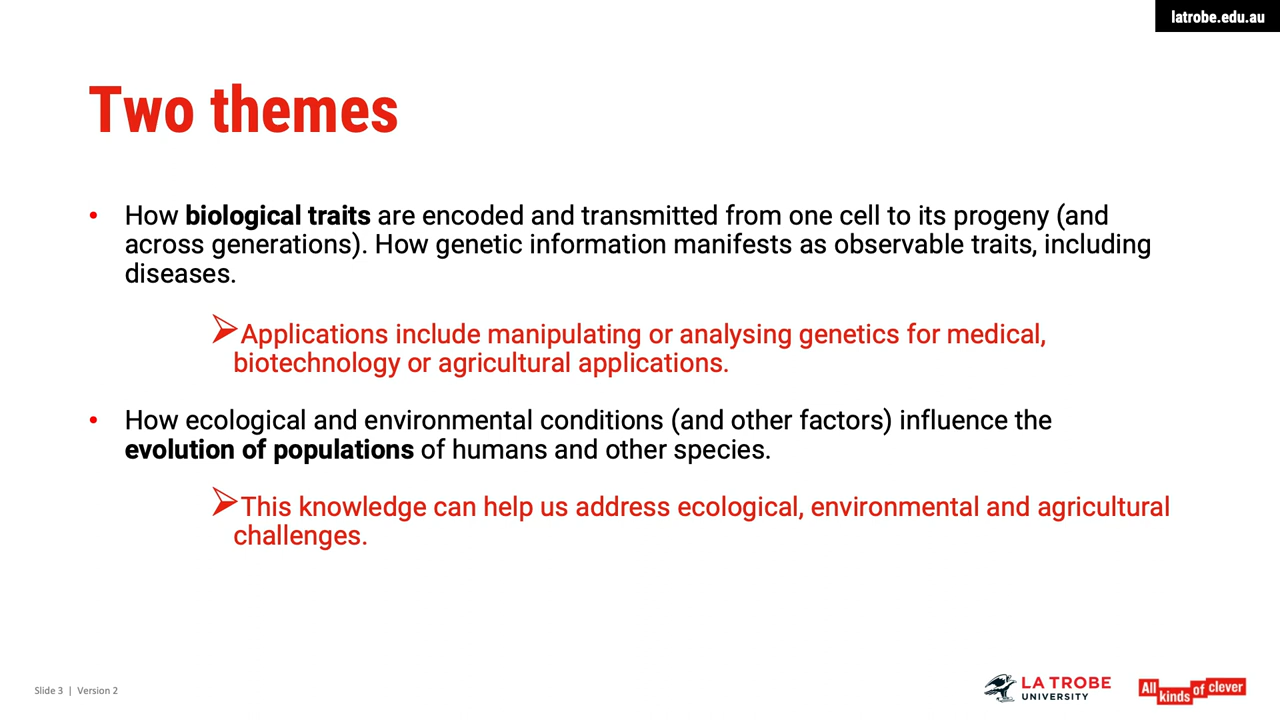 latrobe.edu.au
Two themes
• How biological traits are encoded and transmitted from one cell to its progeny (and
across generations). How genetic information manifests as observable traits, including
diseases.
➢Applications include manipulating or analysing genetics for medical,
biotechnology or agricultural applications.
• How ecological and environmental conditions (and other factors) influence the
evolution of populations of humans and other species.
➢This knowledge can help us address ecological, environmental and agricultural
challenges.
Slide 3 | Version 2
LA TROBE
UNIVERSITY
All kinds of clever